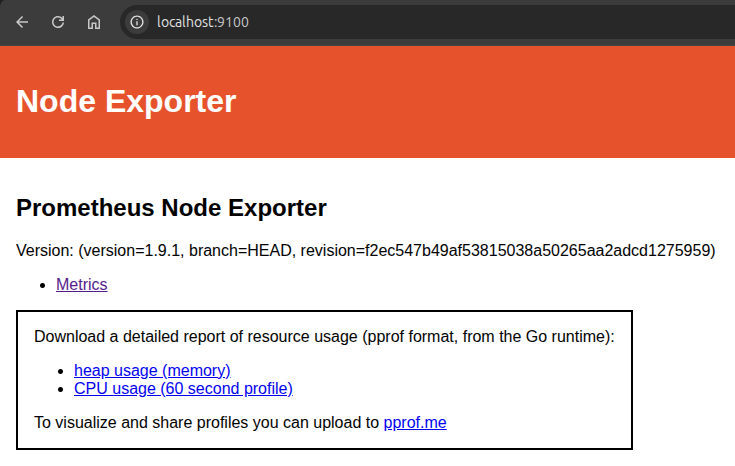 localhost:9100
Node Exporter
Prometheus Node Exporter
Version: (version=1.9.1, branch=HEAD, revision=f2ec547b49af53815038a50265aa2adcd1275959)
Metrics
Download a detailed report of resource usage (pprof format, from the Go runtime):
heap usage (memory)
CPU usage (60 second profile)
To visualize and share profiles you can upload to pprof.me